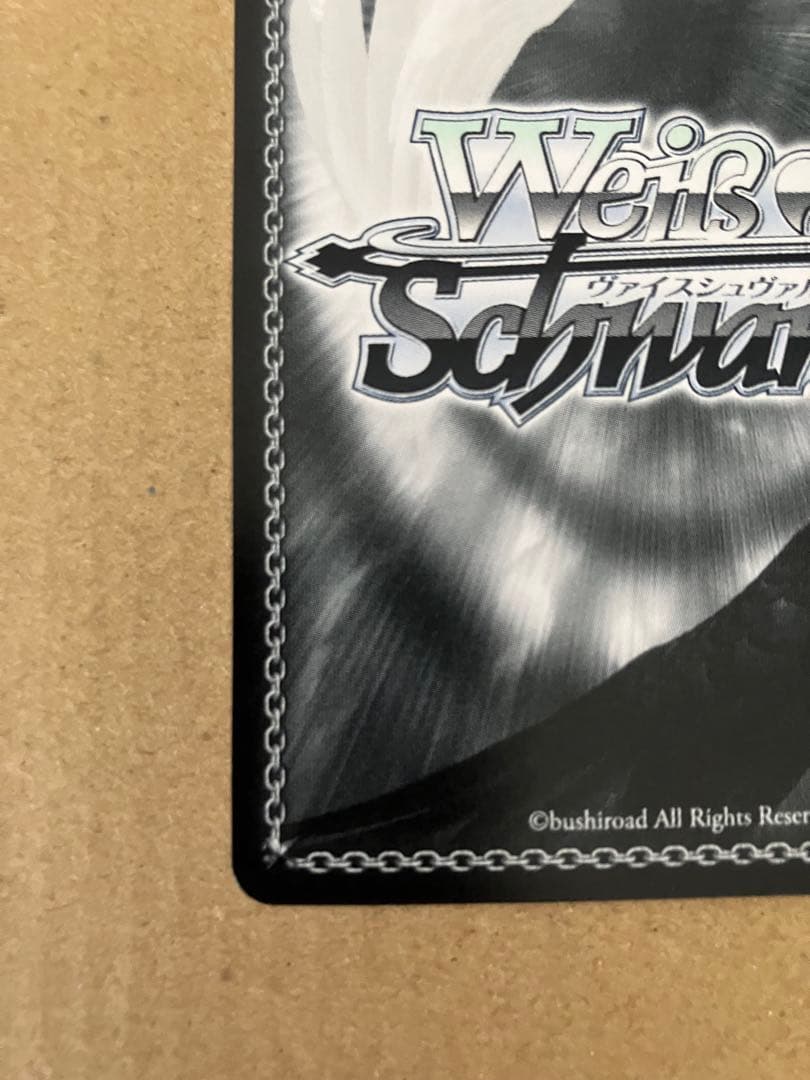 Weiß
ヴァイスシュヴァ
Schwar
©bushiroad All Rights Reser